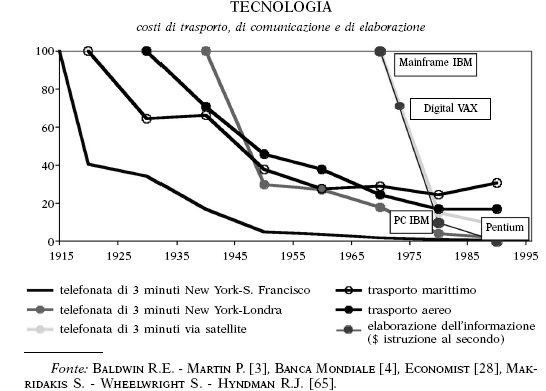 TECNOLOGIA
costi di trasporto, di comunicazione e di elaborazione
100
80
60
40
20
0
Mainframe IBM
Digital VAX
PC IBM
Pentium
1915 1925 1935 1945 1955 1965 1975 1985 1995
telefonata di 3 minuti New York-S. Francisco
telefonata di 3 minuti New York-Londra
telefonata di 3 minuti via satellite
trasporto marittimo
trasporto aereo
elaborazione dell'informazione
($ istruzione al secondo)
Fonte: BALDWIN R.E. - MARTIN P. [3], BANCA MONDIALE [4], ECONOMIST [28], MAK-
RIDAKIS S. - WHEELWRIGHT S. - HYNDMAN R.J. [65].